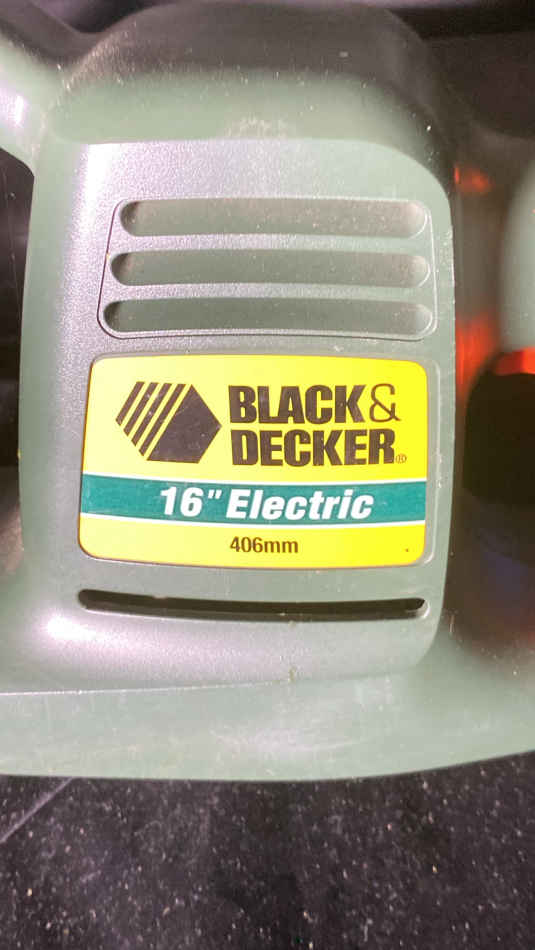 BLACK&
DECKER®
16" Electric
406mm